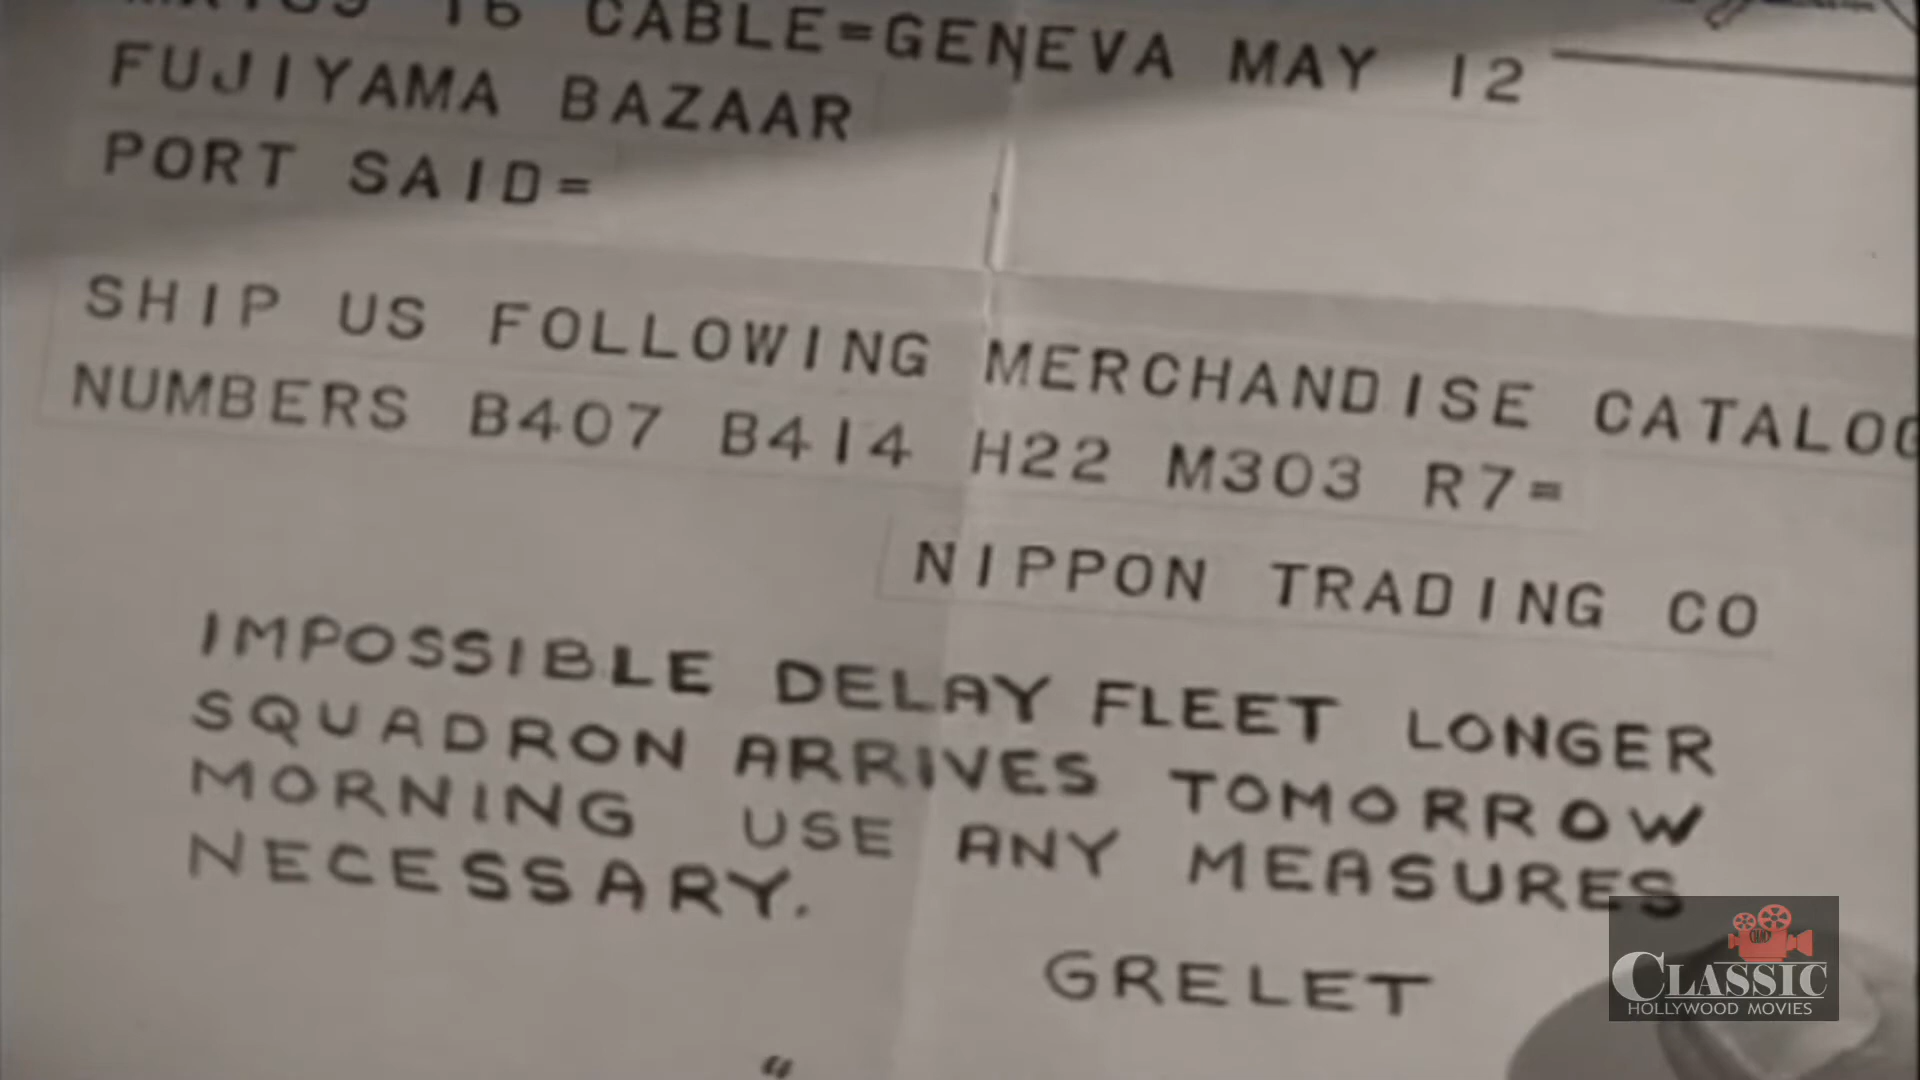 16 CABLE=GENEVA MAY 12
FUJIYAMA BAZAAR
PORT SAID=
SHIP US FOLLOWING MERCHANDISE CATALOG
NUMBERS B407 B414 H22 M303 R7=
NIPPON TRADING CO
IMPOSSIBLE DELAY FLEET LONGER
SQUADRON ARRIVES TOMORROW
MORNING USE ANY MEASURES
NECESSARY.
GRELET
CLASSIC
HOLLYWOOD MOVIES